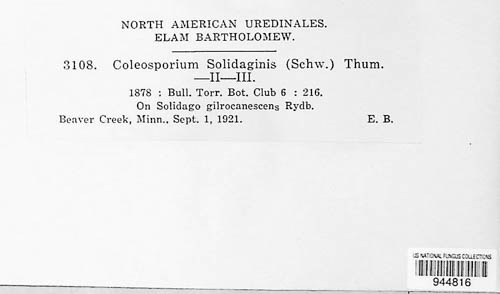 NORTH AMERICAN UREDINALES.
ELAM BARTHOLOMEW.
3108. Coleosporium Solidaginis (Schw.) Thum.
—II—III.
1878 : Bull. Torr. Bot. Club 6 : 216.
On Solidago gilrocanescens Rydb.
Beaver Creek, Minn., Sept. 1, 1921. E. B.
US NATIONAL FUNGUS COLLECTIONS
944816